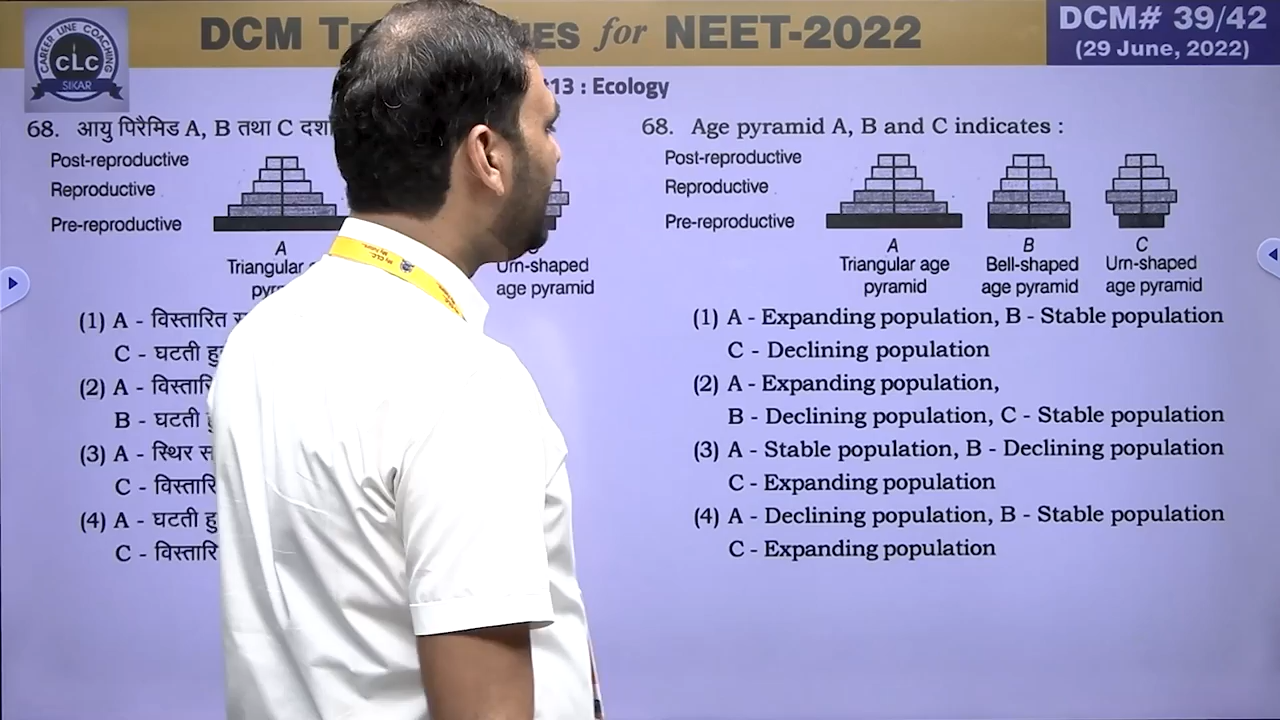 DCM# 39/42
(29 June, 2022)
CAREER LINE COACHING
CLC
SIKAR
DCM for NEET-2022
: Ecology
68. आयु पिरैमिड A, B तथा C
Post-reproductive
Reproductive
Pre-reproductive
A
Triangular
Urn-shaped
age pyramid
(1) A - विस्तारित
C - घटती
(2) A -
B - घटती
(3) A - स्थिर
C -
(4) A - घटती
C -
68. Age pyramid A, B and C indicates :
Post-reproductive
Reproductive
Pre-reproductive
A B C
Triangular age Bell-shaped Urn-shaped
pyramid age pyramid age pyramid
(1) A - Expanding population, B - Stable population
C - Declining population
(2) A - Expanding population,
B - Declining population, C - Stable population
(3) A - Stable population, B - Declining population
C - Expanding population
(4) A - Declining population, B - Stable population
C - Expanding population